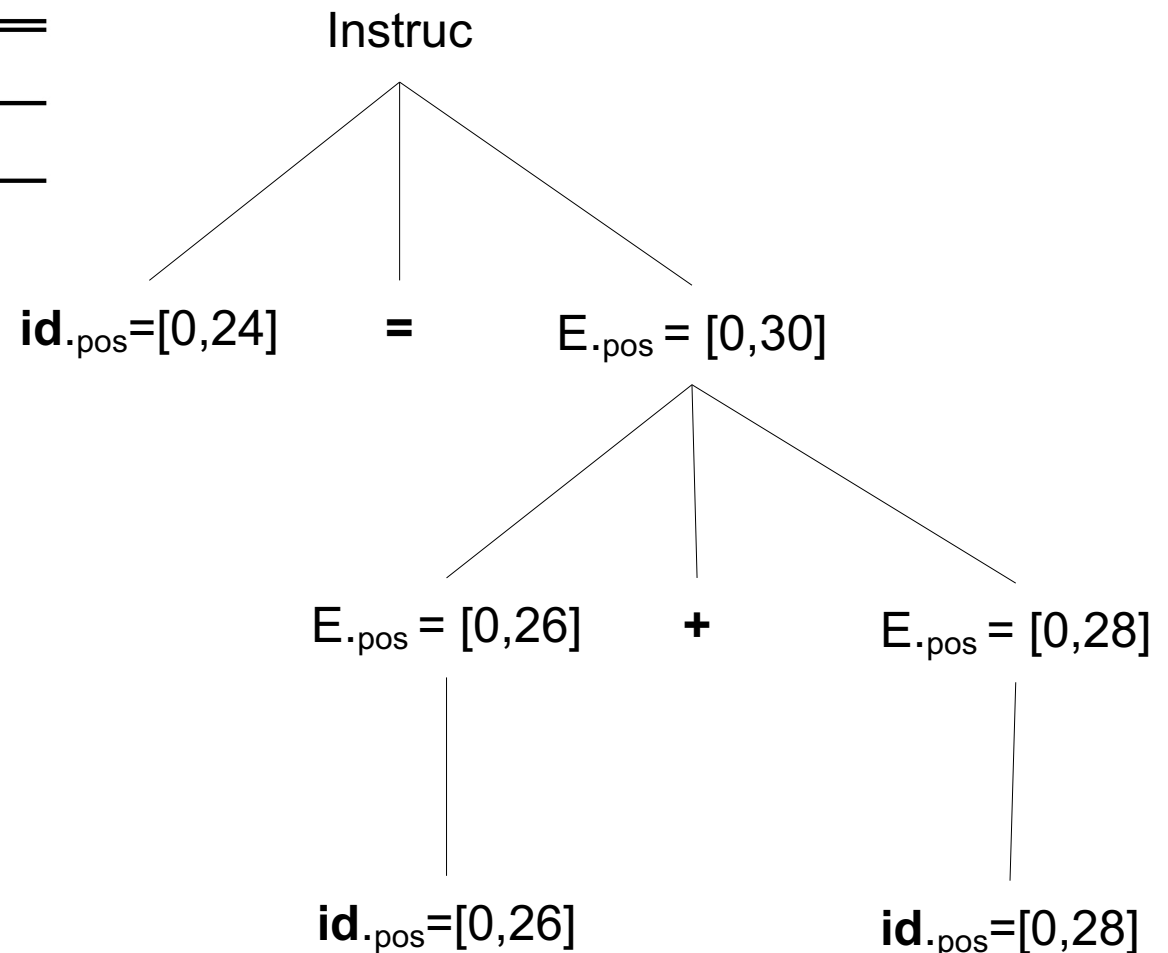 Instruc
id.pos=[0,24] = E.pos = [0,30]
E.pos = [0,26] + E.pos = [0,28]
id.pos=[0,26] id.pos=[0,28]